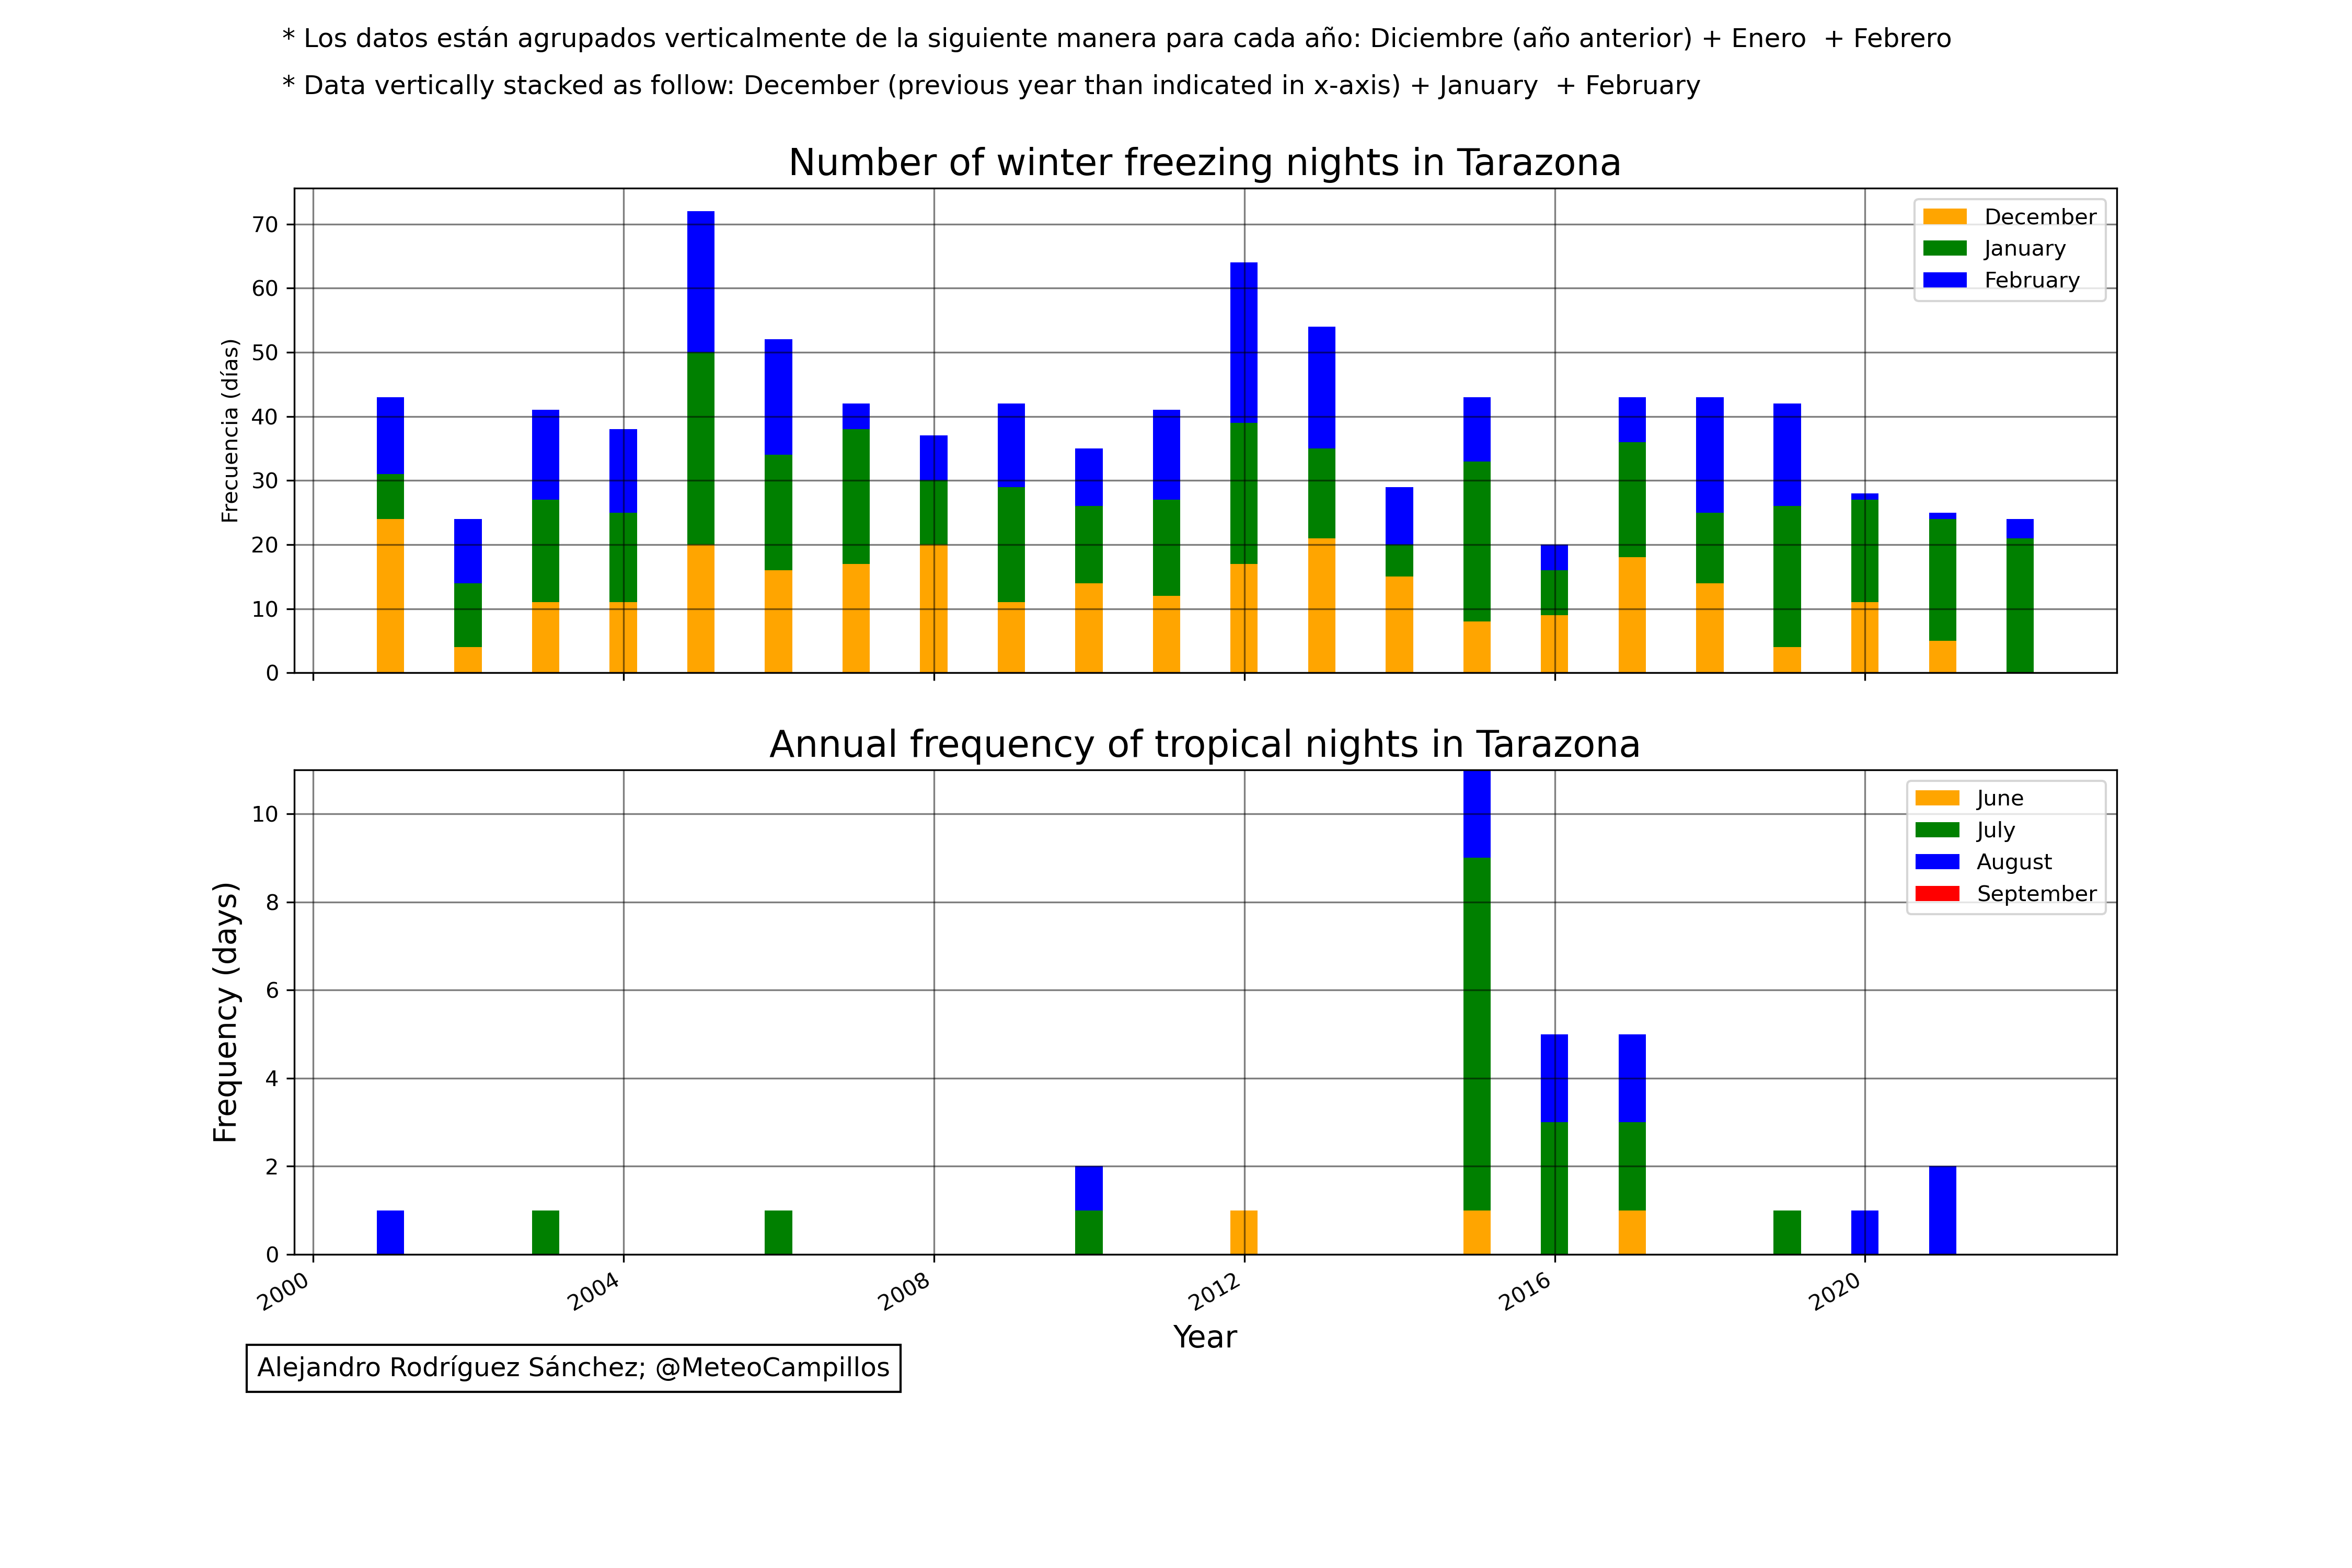 * Los datos están agrupados verticalmente de la siguiente manera para cada año: Diciembre (año anterior) + Enero  + Febrero
* Data vertically stacked as follow: December (previous year than indicated in x-axis) + January  + February
Number of winter freezing nights in Tarazona
Frecuencia (días)
70
60
50
40
30
20
10
0
December
January
February
Annual frequency of tropical nights in Tarazona
Frequency (days)
10
8
6
4
2
0
June
July
August
September
2000 2004 2008 2012 2016 2020
Year
Alejandro Rodríguez Sánchez; @MeteoCampillos